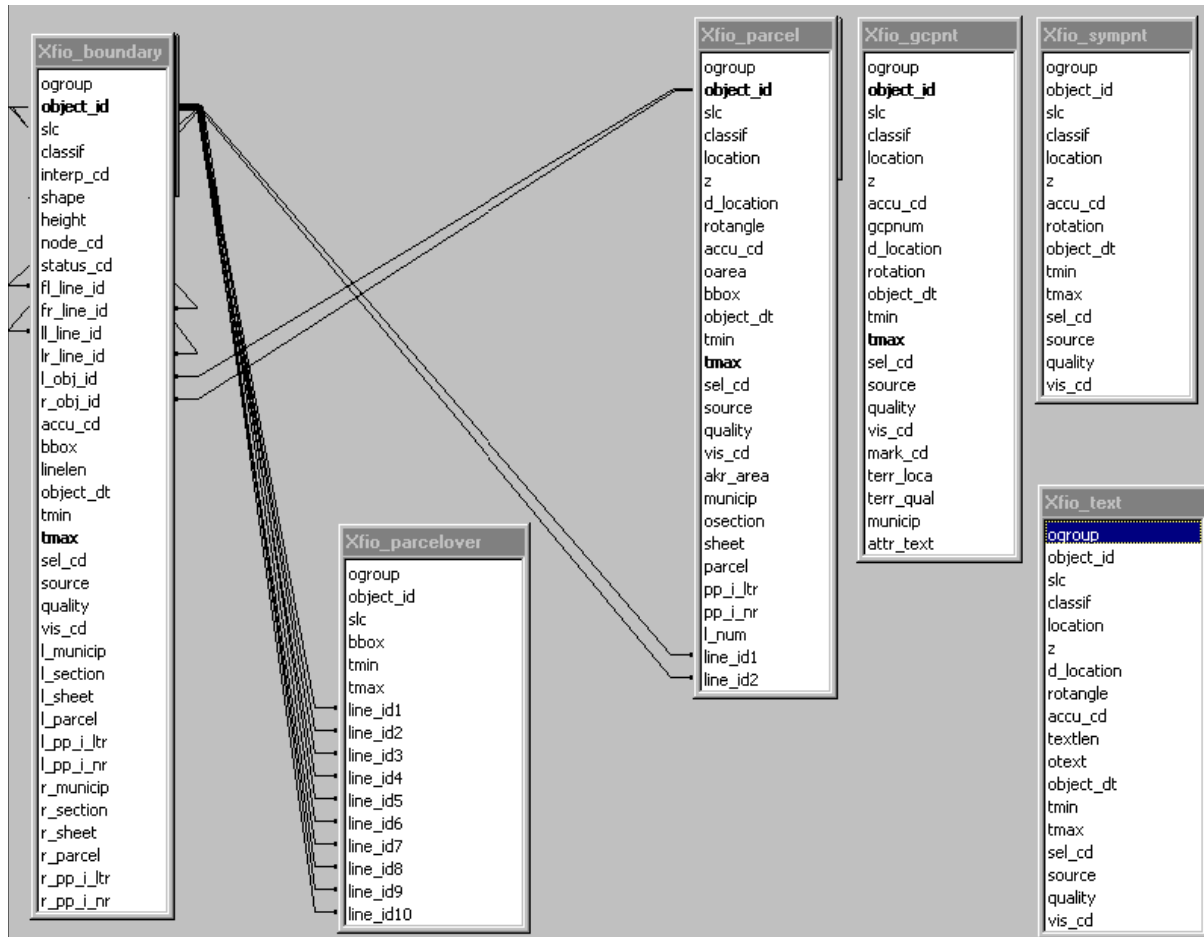 Xfio_boundary
ogroup
object_id
slc
classif
interp_cd
shape
height
node_cd
status_cd
fl_line_id
fr_line_id
ll_line_id
lr_line_id
l_obj_id
r_obj_id
accu_cd
bbox
linelen
object_dt
tmin
tmax
sel_cd
source
quality
vis_cd
l_municip
l_section
l_sheet
l_parcel
l_pp_i_ltr
l_pp_i_nr
r_municip
r_section
r_sheet
r_parcel
r_pp_i_ltr
r_pp_i_nr
Xfio_parcelover
ogroup
object_id
slc
bbox
tmin
tmax
line_id1
line_id2
line_id3
line_id4
line_id5
line_id6
line_id7
line_id8
line_id9
line_id10
Xfio_parcel
ogroup
object_id
slc
classif
location
z
d_location
rotangle
accu_cd
oarea
bbox
object_dt
tmin
tmax
sel_cd
source
quality
vis_cd
akr_area
municip
osection
sheet
parcel
pp_i_ltr
pp_i_nr
l_num
line_id1
line_id2
Xfio_gcpnt
ogroup
object_id
slc
classif
location
z
accu_cd
gcpnum
d_location
rotation
object_dt
tmin
tmax
sel_cd
source
quality
vis_cd
mark_cd
terr_loca
terr_qual
municip
attr_text
Xfio_sympnt
ogroup
object_id
slc
classif
location
z
accu_cd
rotation
object_dt
tmin
tmax
sel_cd
source
quality
vis_cd
Xfio_text
ogroup
object_id
slc
classif
location
z
d_location
rotangle
accu_cd
textlen
otext
object_dt
tmin
tmax
sel_cd
source
quality
vis_cd